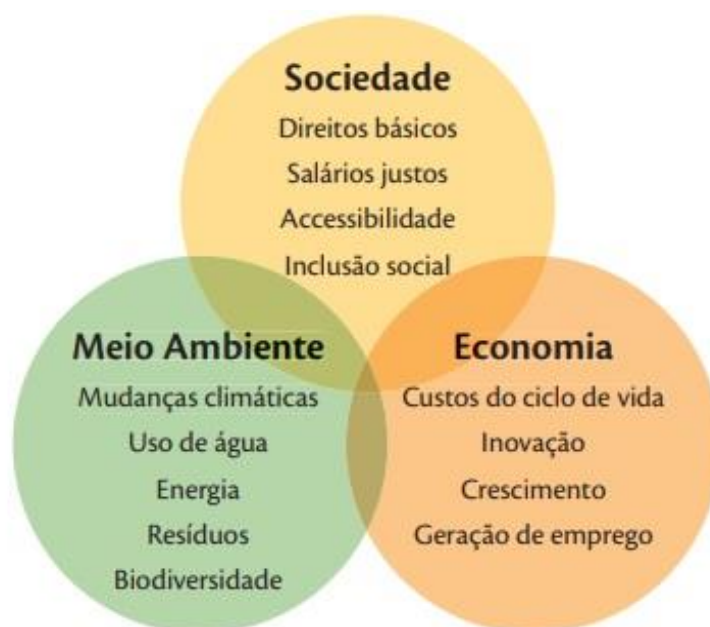 Sociedade
Direitos básicos
Salários justos
Accessibilidade
Inclusão social
Meio Ambiente
Mudanças climáticas
Uso de água
Energia
Resíduos
Biodiversidade
Economia
Custos do ciclo de vida
Inovação
Crescimento
Geração de emprego